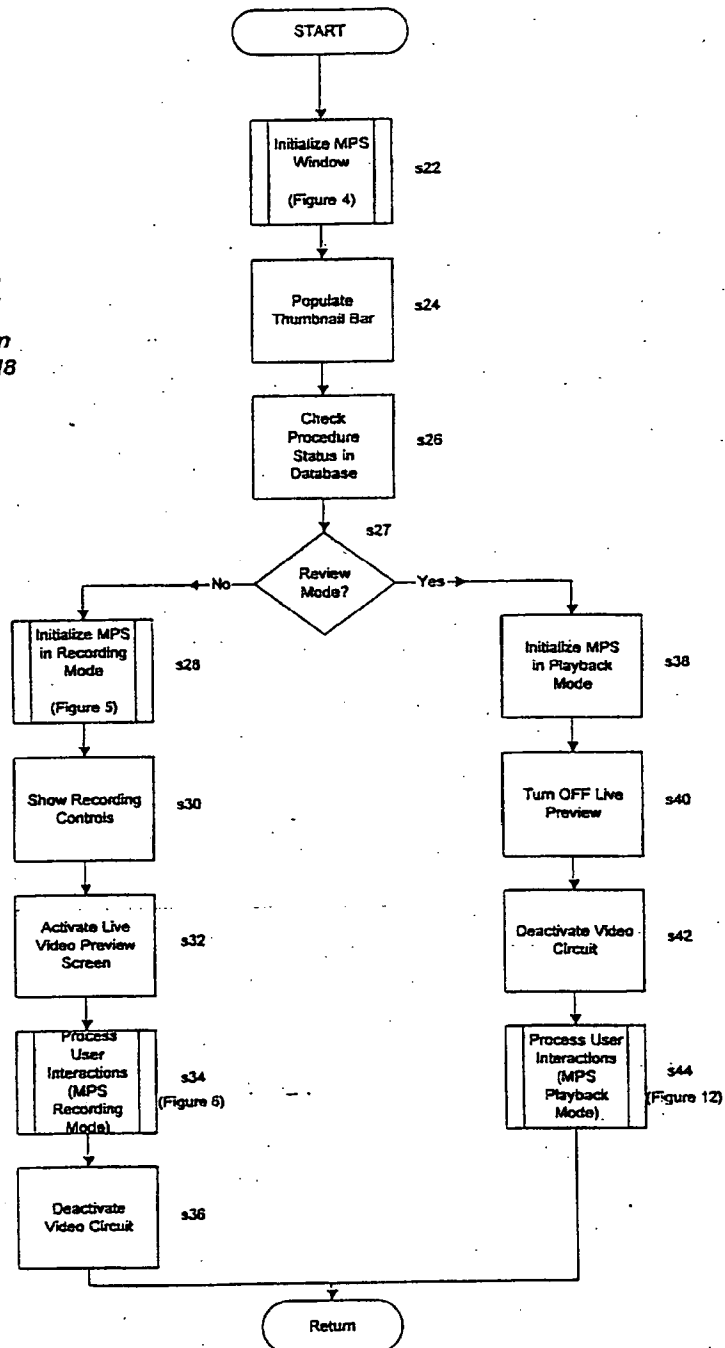 START
Initialize MPS
Window
(Figure 4)
s22
Populate
Thumbnail Bar
s24
Check
Procedure
Status in
Database
s26
s27
Review
Mode?
No
Yes
Initialize MPS
in Recording
Mode
(Figure 5)
s28
Show Recording
Controls
s30
Activate Live
Video Preview
Screen
s32
Process
User
Interactions
(MPS
Recording
Mode)
s34
(Figure 6)
Deactivate
Video Circuit
s36
Initialize MPS
in Playback
Mode
s38
Turn OFF Live
Preview
s40
Deactivate Video
Circuit
s42
Process User
Interactions
(MPS
Playback
Mode)
s44
(Figure 12)
Return